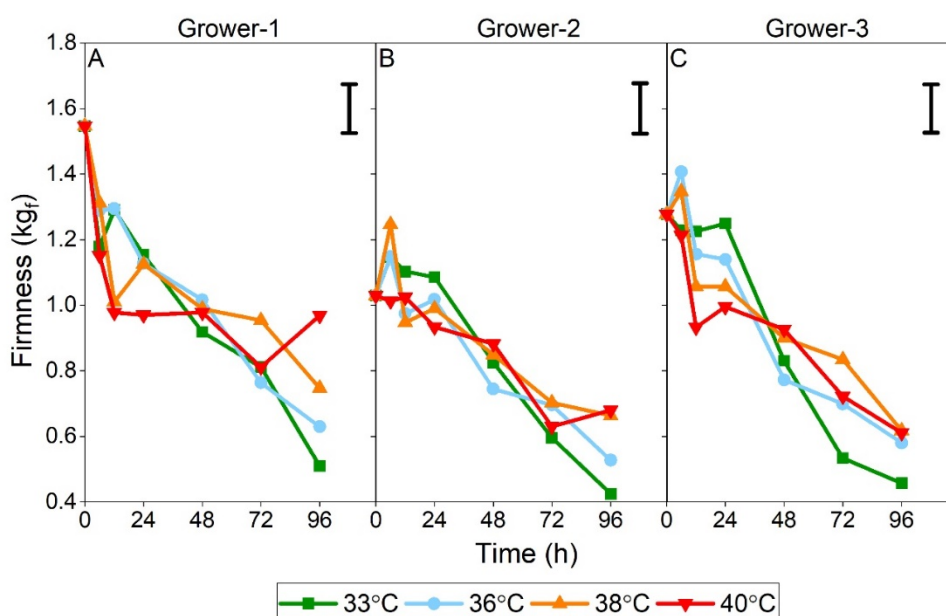 Grower-1 Grower-2 Grower-3
A B C
1.8
1.6
1.4
1.2
1.0
0.8
0.6
0.4
Firmness (kgf)
0 24 48 72 96 0 24 48 72 96 0 24 48 72 96
Time (h)
33°C 36°C 38°C 40°C